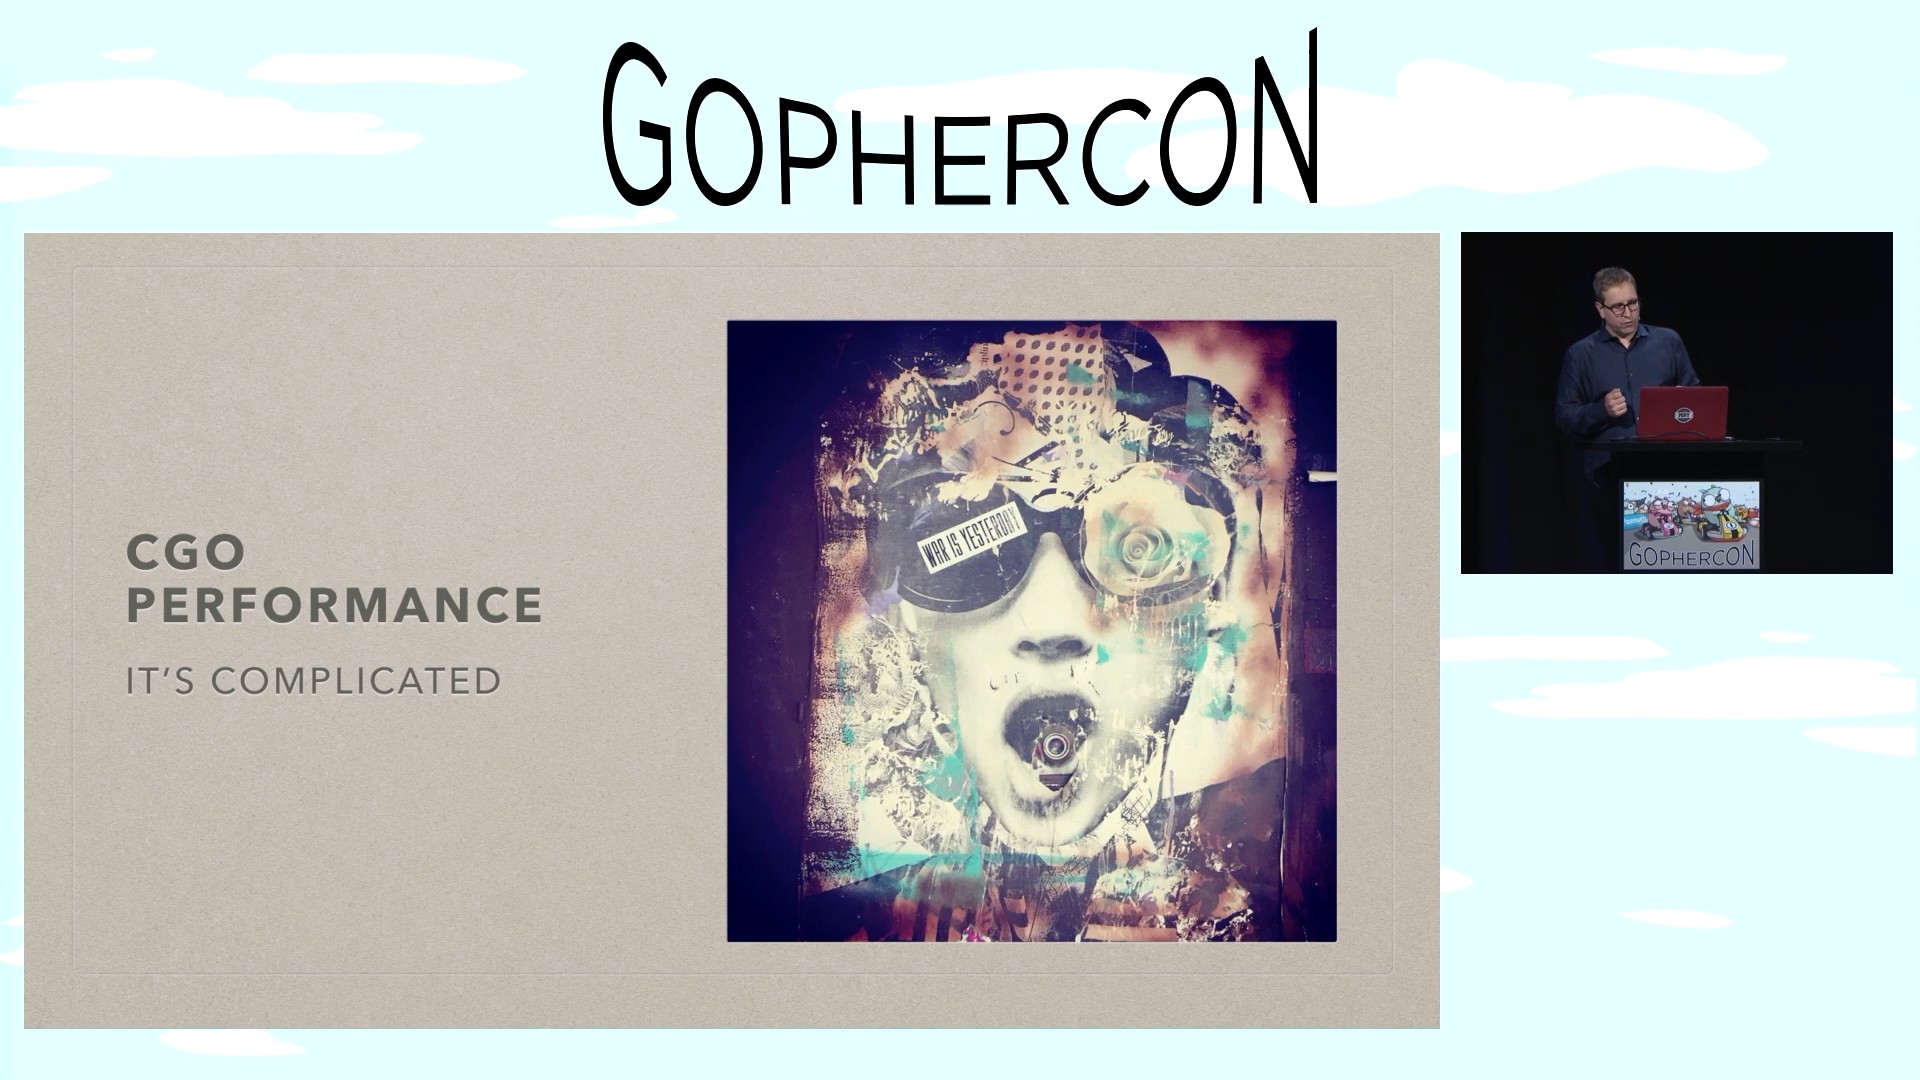 GOPHERCON
CGO
PERFORMANCE
IT'S COMPLICATED
WAR IS YESTERDAY
GOPHERCON